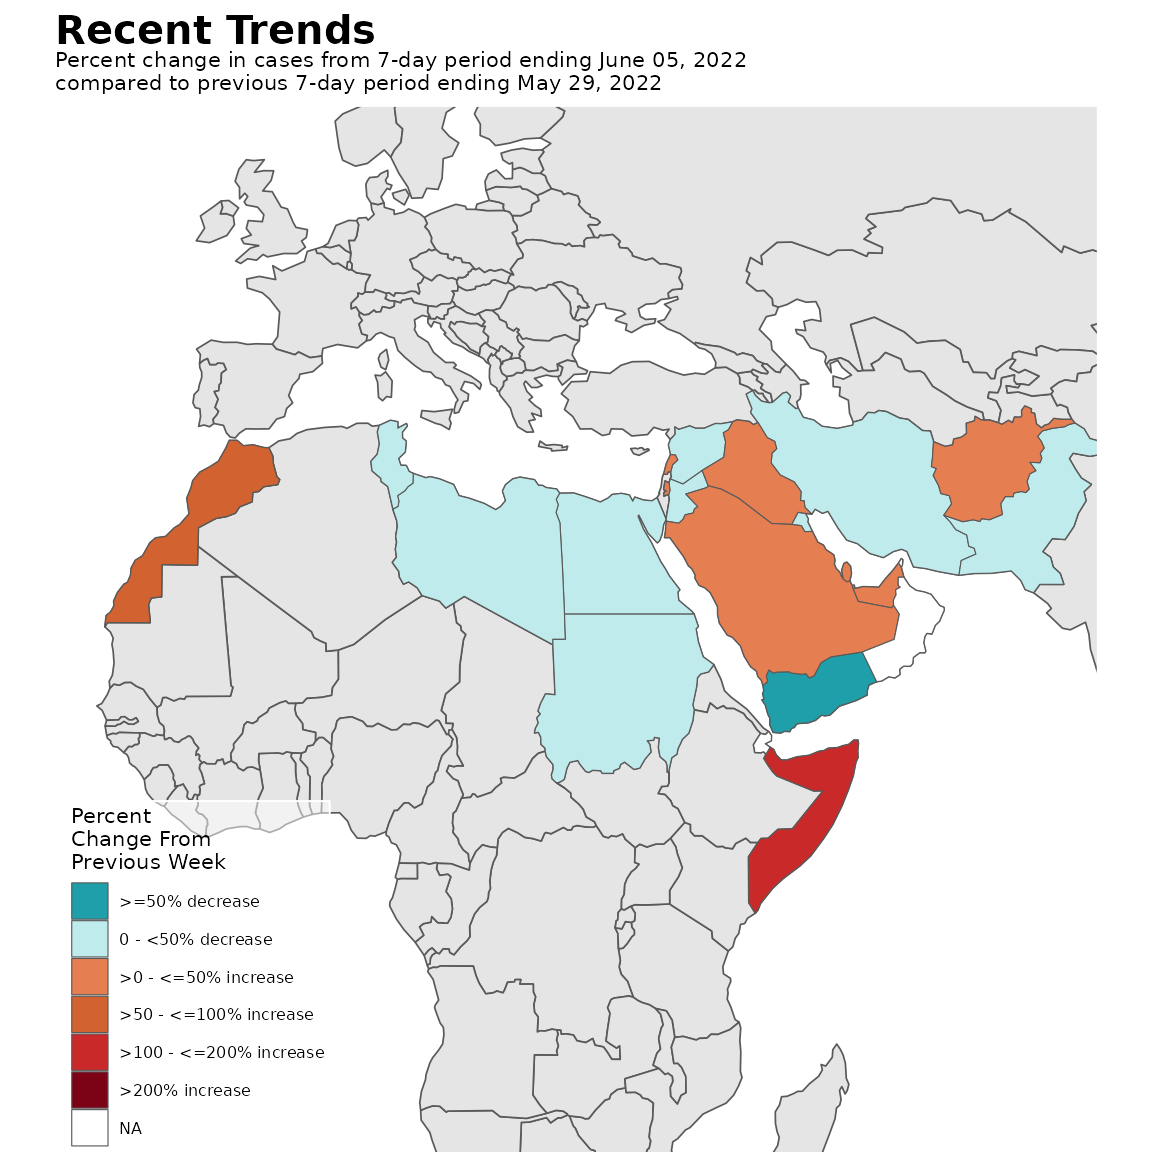 Recent Trends
Percent change in cases from 7-day period ending June 05, 2022
compared to previous 7-day period ending May 29, 2022
Percent
Change From
Previous Week
>=50% decrease
0 - <50% decrease
>0 - <=50% increase
>50 - <=100% increase
>100 - <=200% increase
>200% increase
NA